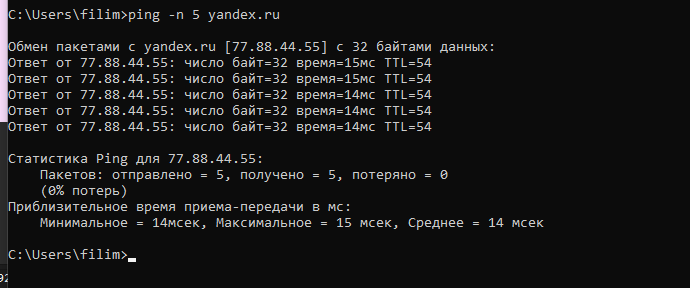 C:\Users\filim>ping -n 5 yandex.ru
Обмен пакетами с yandex.ru [77.88.44.55] с 32 байтами данных:
Ответ от 77.88.44.55: число байт=32 время=15мс TTL=54
Ответ от 77.88.44.55: число байт=32 время=15мс TTL=54
Ответ от 77.88.44.55: число байт=32 время=14мс TTL=54
Ответ от 77.88.44.55: число байт=32 время=14мс TTL=54
Ответ от 77.88.44.55: число байт=32 время=14мс TTL=54
Статистика Ping для 77.88.44.55:
Пакетов: отправлено = 5, получено = 5, потеряно = 0
(0% потерь)
Приблизительное время приема-передачи в мс:
Минимальное = 14мсек, Максимальное = 15 мсек, Среднее = 14 мсек
C:\Users\filim>
92